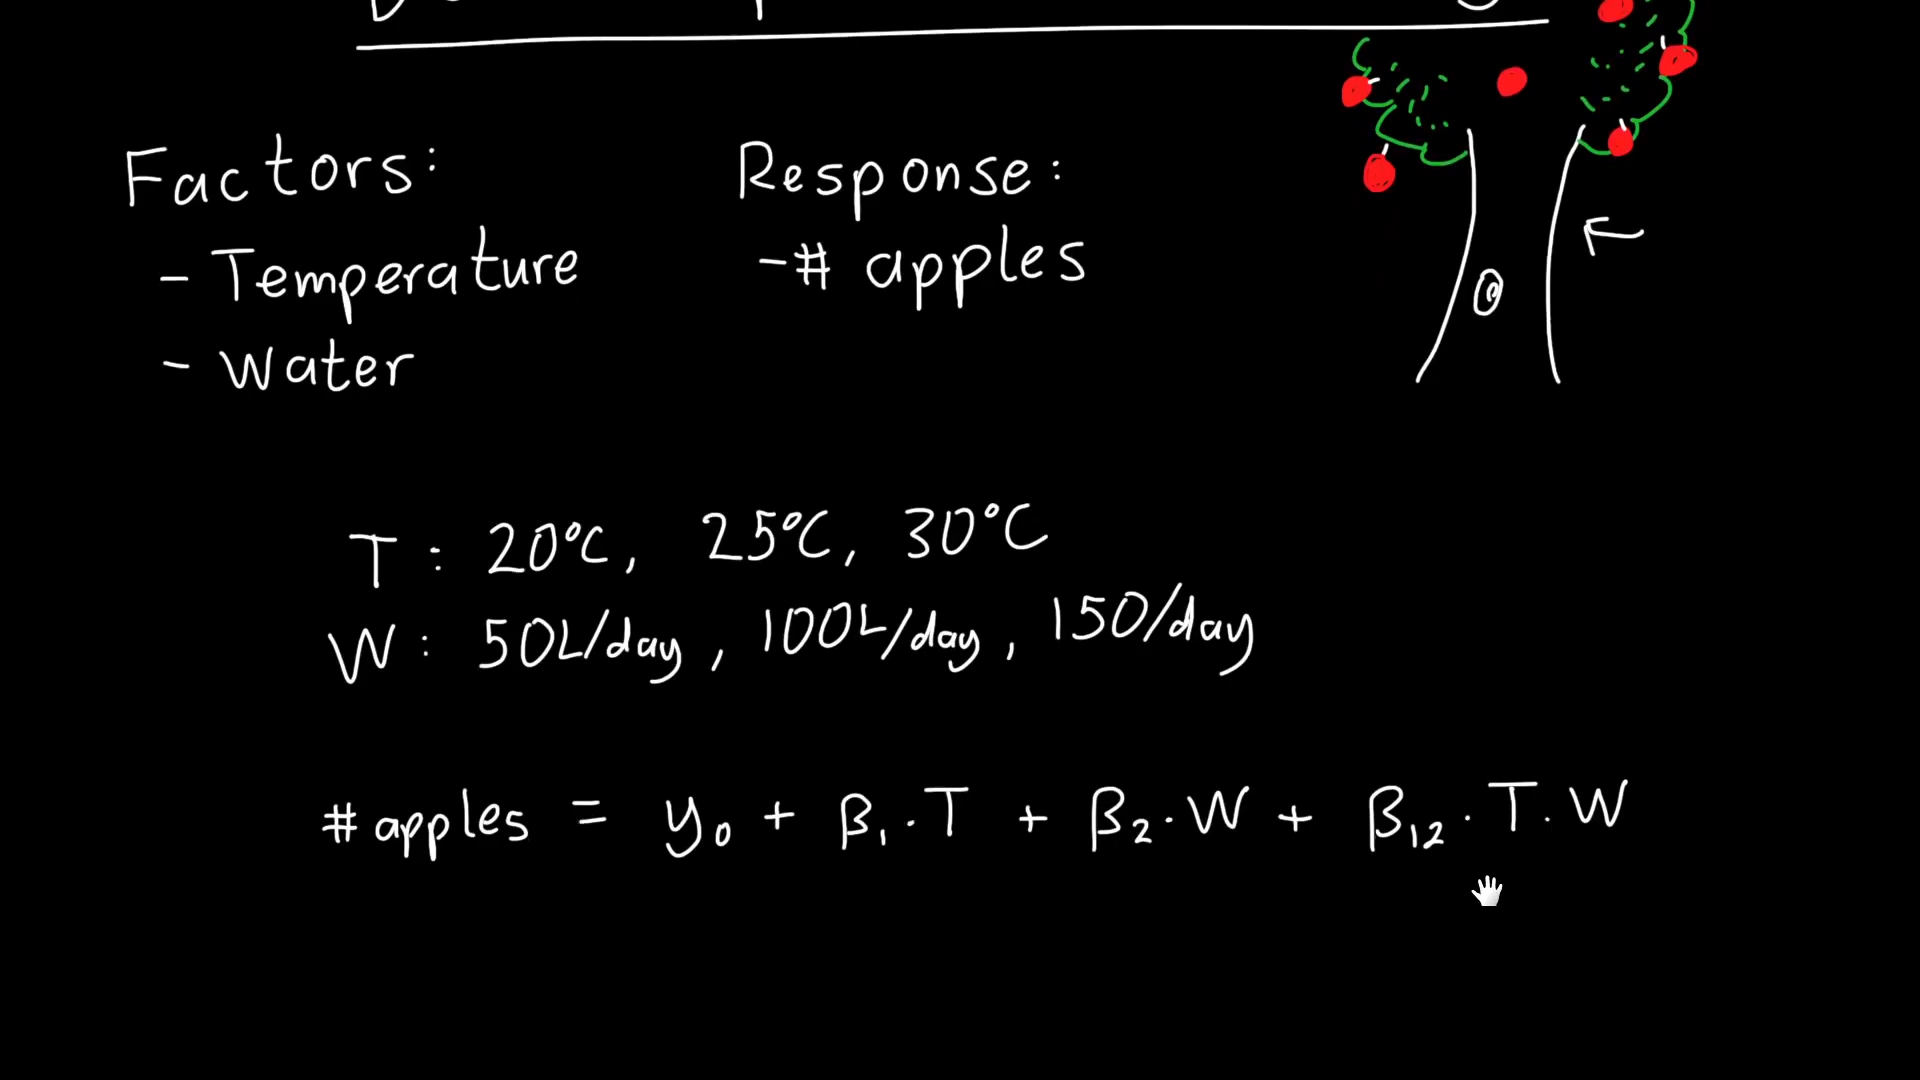 Factors:
- Temperature
- Water
Response:
- # apples
T : 20°C, 25°C, 30°C
W : 50L/day, 100L/day, 150/day
# apples = y₀ + β₁·T + β₂·W + β₁₂·T·W